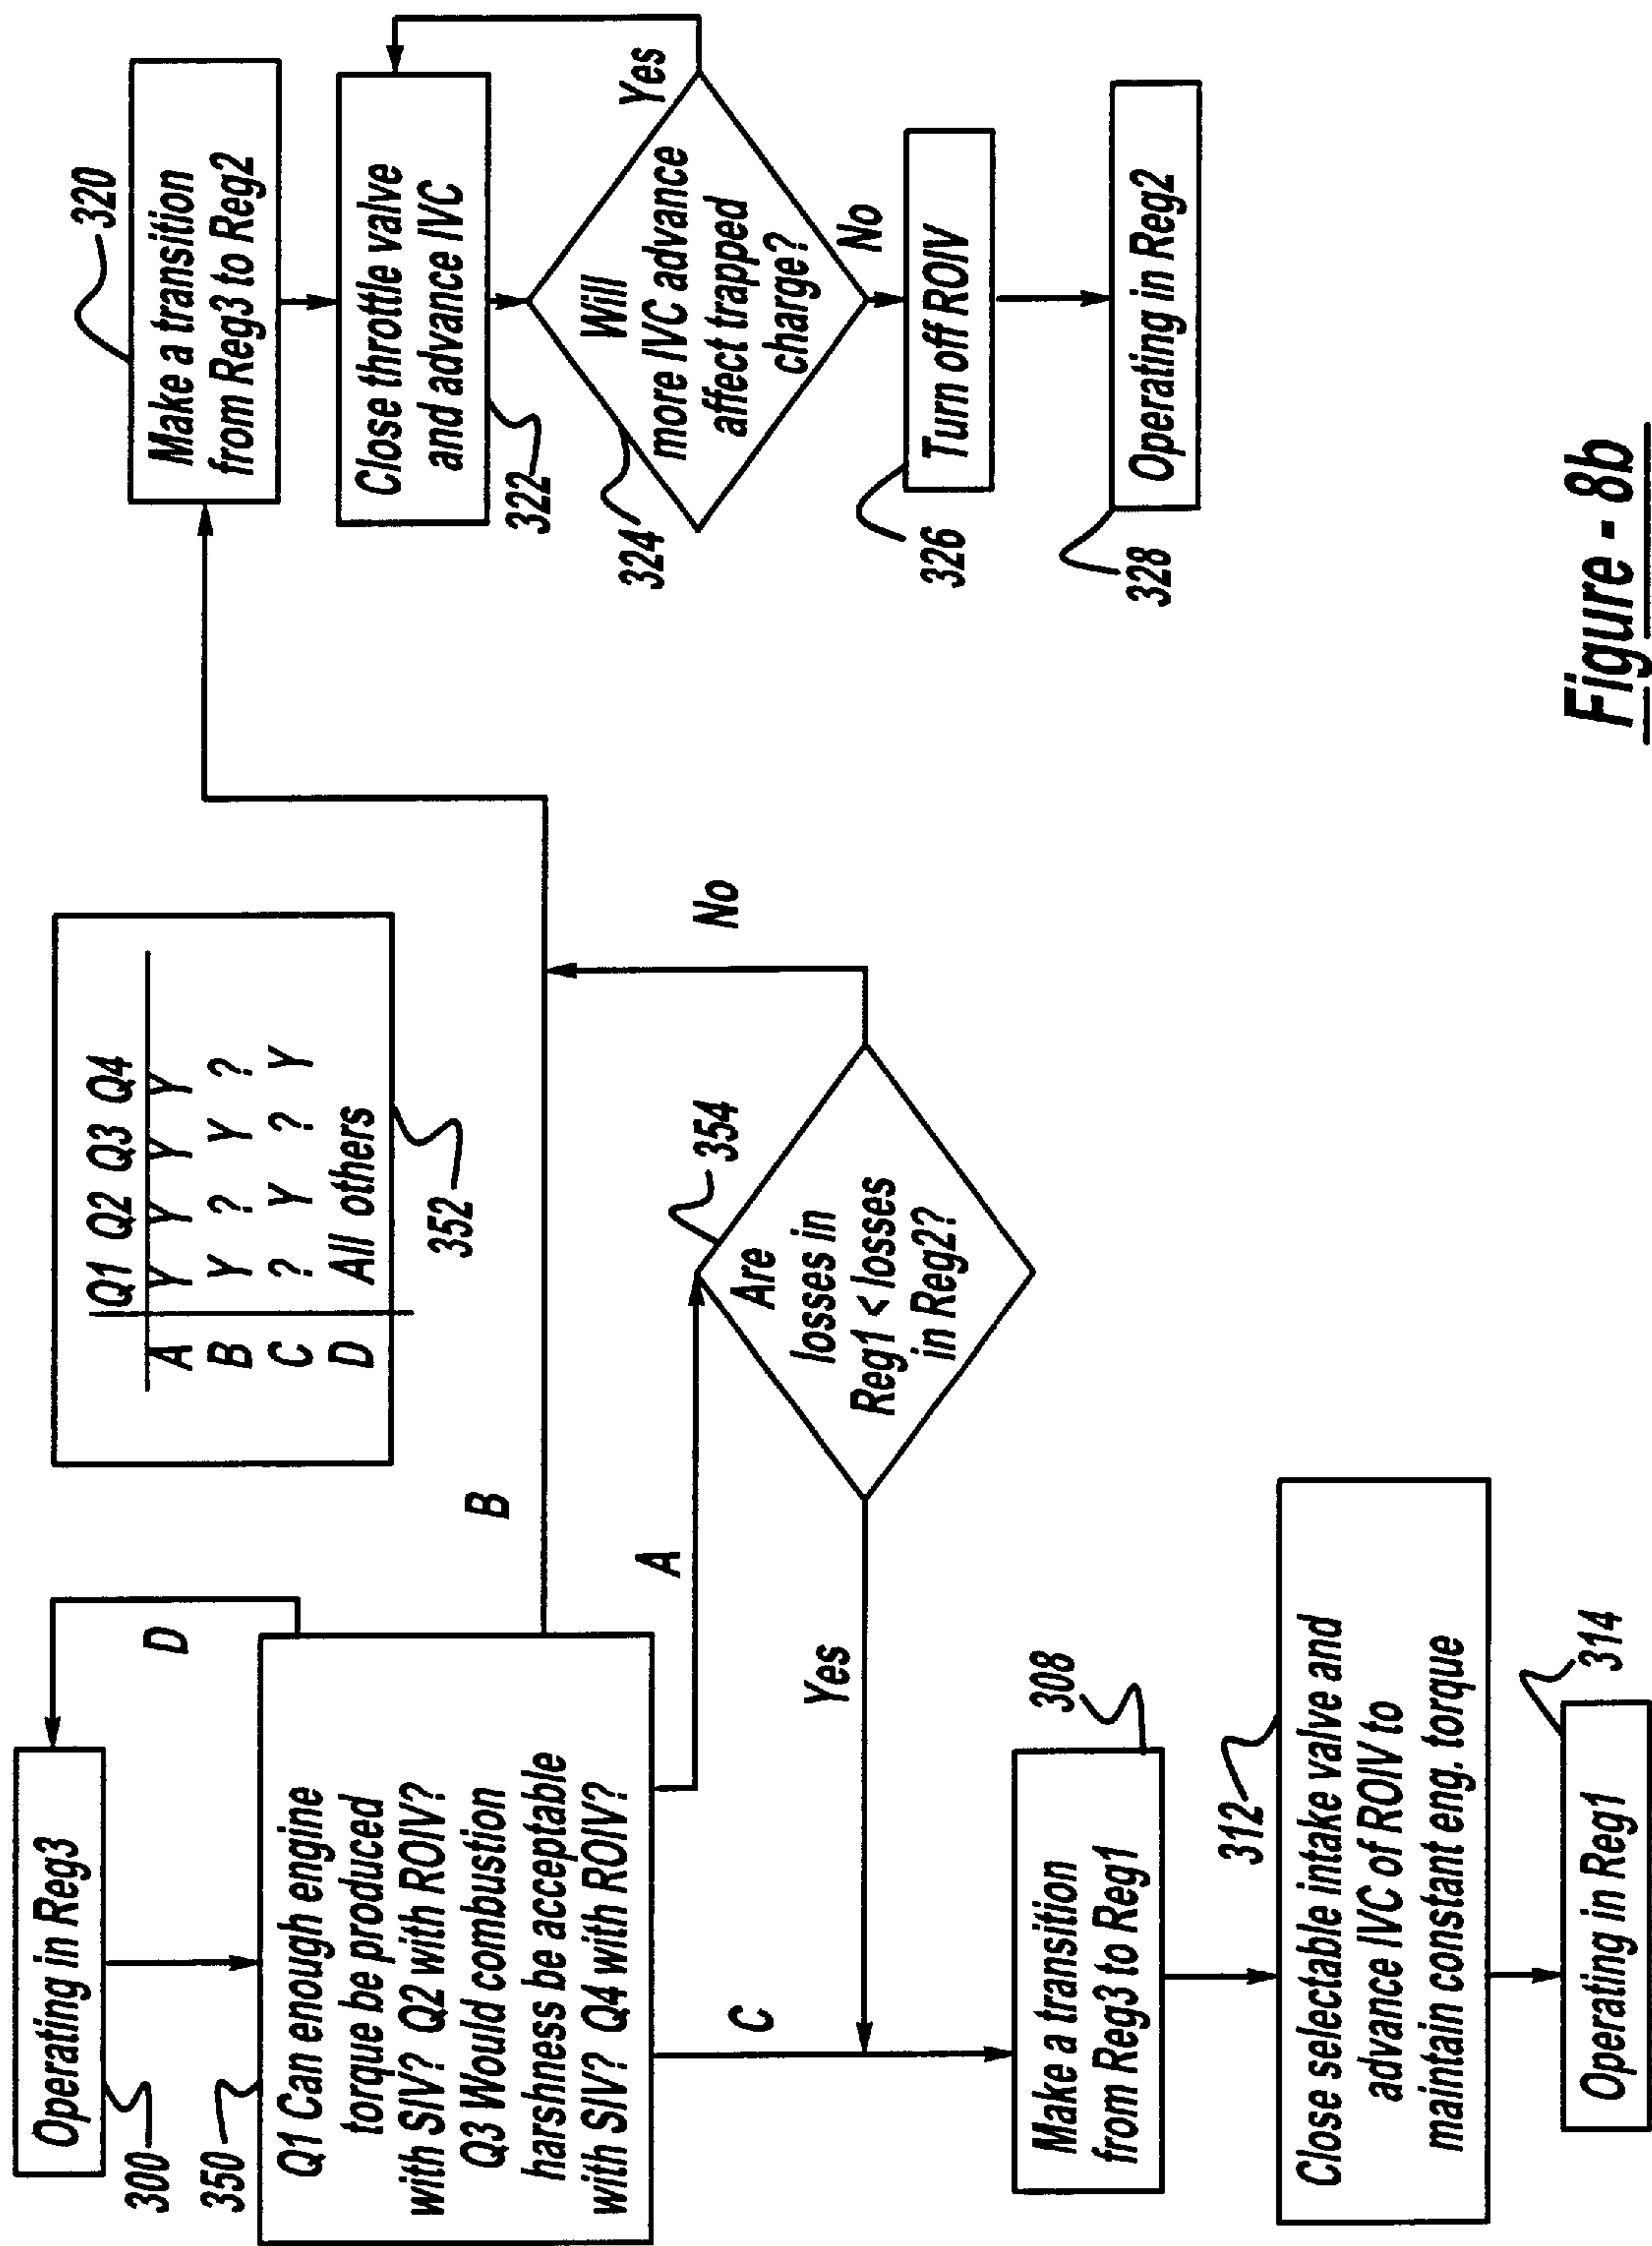 Operating in Reg3
300
D
350
Q1 Can enough engine
torque be produced
with SIV? Q2 with ROIV?
Q3 Would combustion
harshness be acceptable
with SIV? Q4 with ROIV?
Q1 Q2 Q3 Q4
A Y Y Y Y
B Y ? Y ?
C ? Y ? Y
D All others
352
B
A
C
354
Are
losses in
Reg1 < losses
in Reg2?
No
Yes
308
Make a transition
from Reg3 to Reg1
312
Close selectable intake valve and
advance IVC of ROIV to
maintain constant eng. torque
314
Operating in Reg1
320
Make a transition
from Reg3 to Reg2
Close throttle valve
and advance IVC
322
Yes
Will
more IVC advance
affect trapped
charge?
324
No
Turn off ROIV
326
Operating in Reg2
328
Figure - 8b